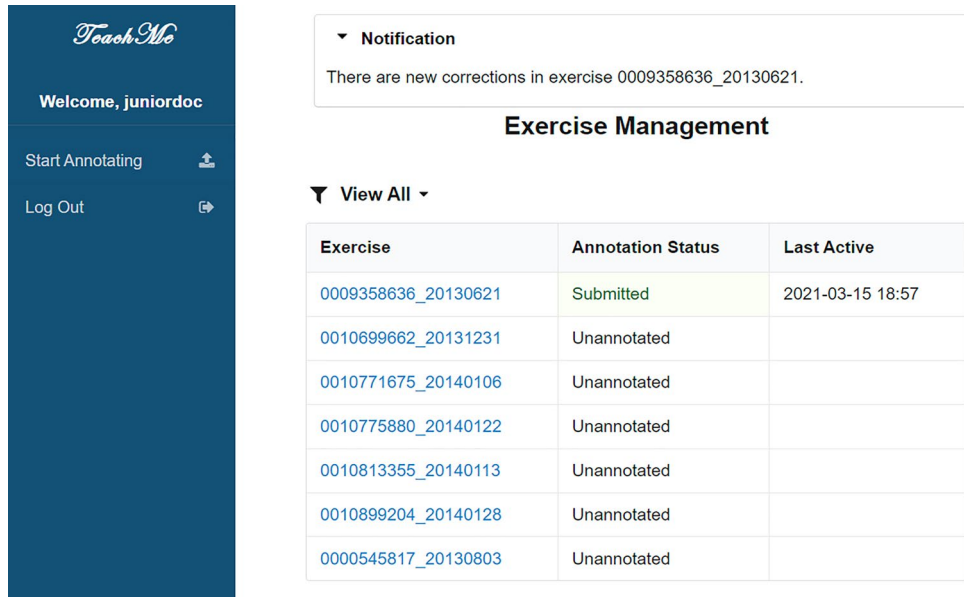 TeachMe
Welcome, juniordoc
Start Annotating
Log Out
Notification
There are new corrections in exercise 0009358636_20130621.
Exercise Management
View All
Exercise Annotation Status Last Active
0009358636_20130621 Submitted 2021-03-15 18:57
0010699662_20131231 Unannotated
0010771675_20140106 Unannotated
0010775880_20140122 Unannotated
0010813355_20140113 Unannotated
0010899204_20140128 Unannotated
0000545817_20130803 Unannotated